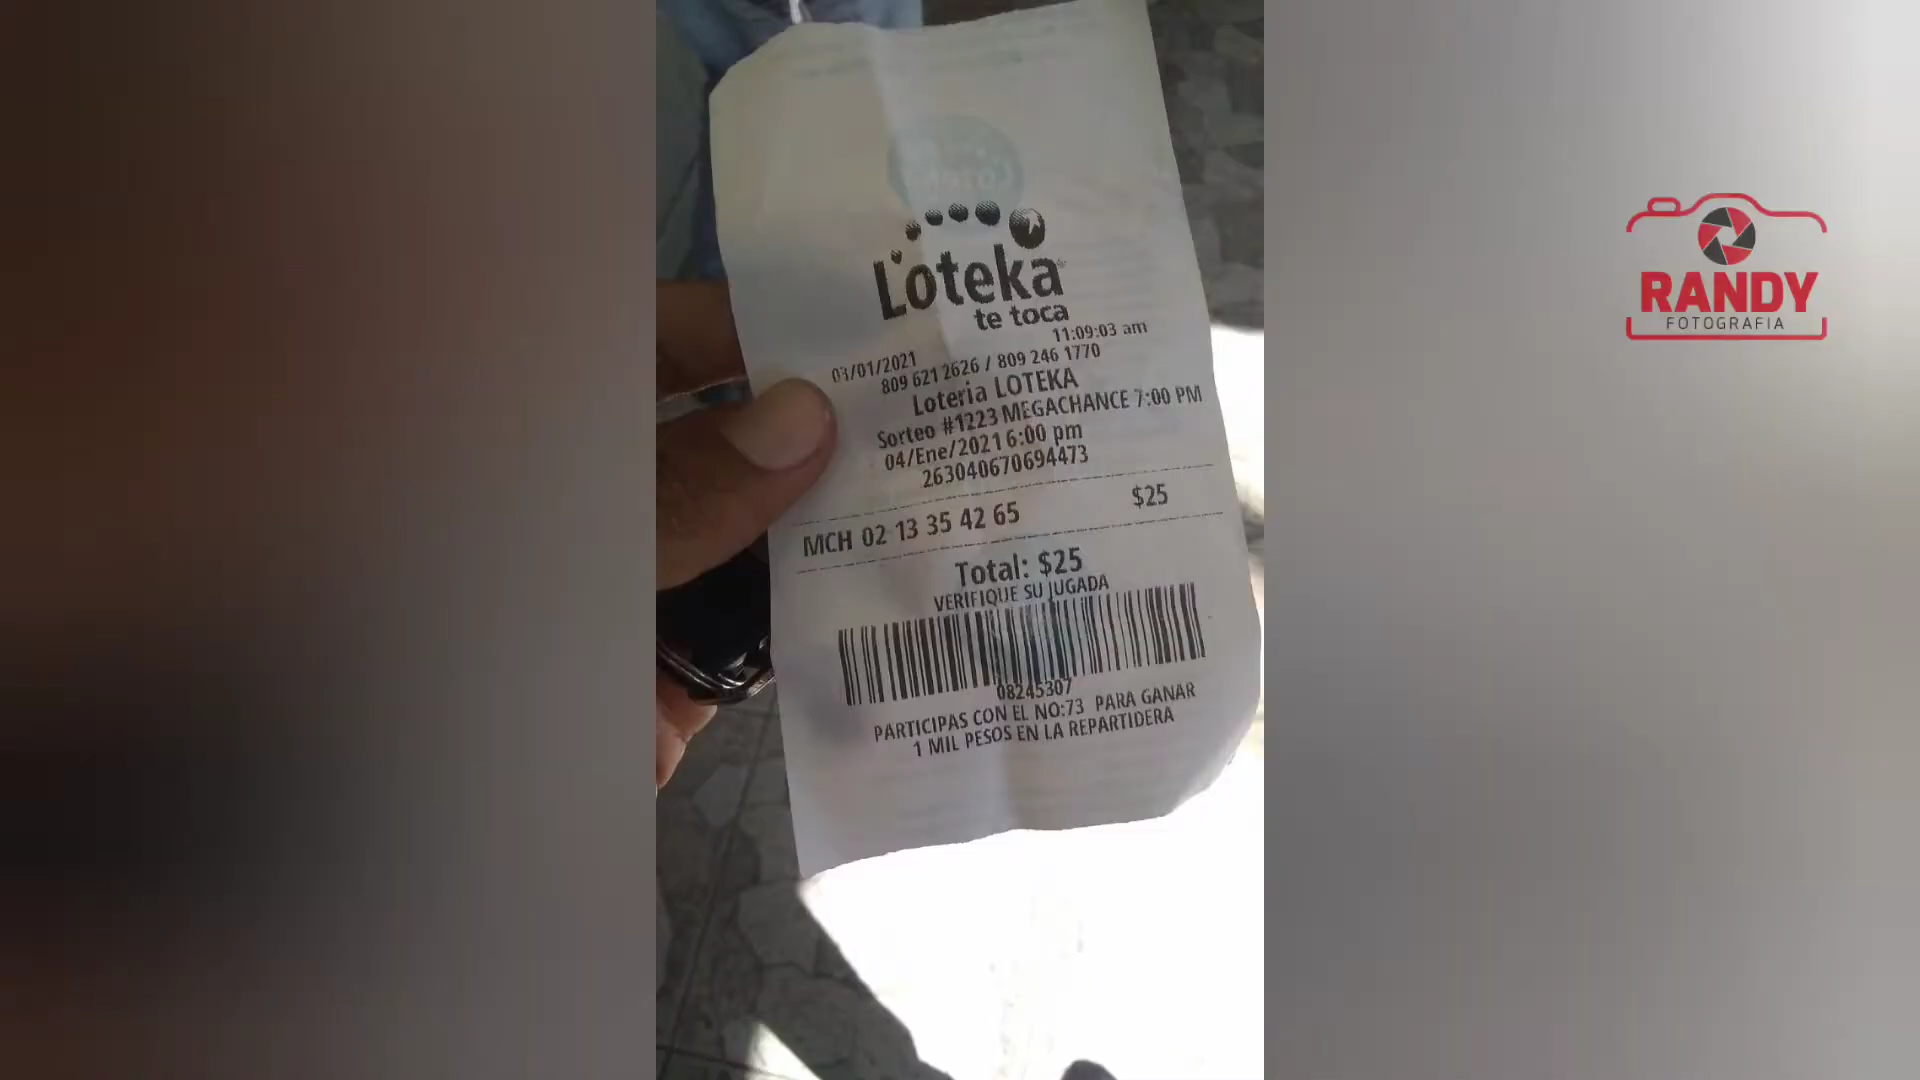 Loteka
te toca
11:09:03 am
03/01/2021
809 621 2626 / 809 246 1770
Loteria LOTEKA
Sorteo #1223 MEGACHANCE 7:00 PM
04/Ene/2021 6:00 pm
263040670694473
MCH 02 13 35 42 65 $25
Total: $25
VERIFIQUE SU JUGADA
08245307
PARTICIPAS CON EL NO:73 PARA GANAR
1 MIL PESOS EN LA REPARTIDERA
RANDY
FOTOGRAFIA